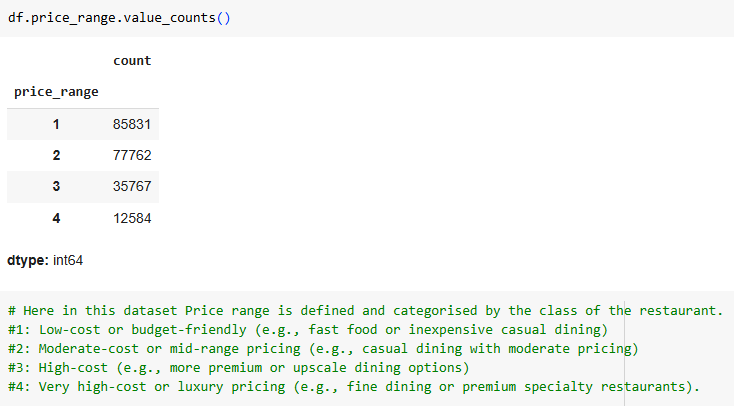 df.price_range.value_counts()
count
price_range
1 85831
2 77762
3 35767
4 12584
dtype: int64
# Here in this dataset Price range is defined and categorised by the class of the restaurant.
#1: Low-cost or budget-friendly (e.g., fast food or inexpensive casual dining)
#2: Moderate-cost or mid-range pricing (e.g., casual dining with moderate pricing)
#3: High-cost (e.g., more premium or upscale dining options)
#4: Very high-cost or luxury pricing (e.g., fine dining or premium specialty restaurants).